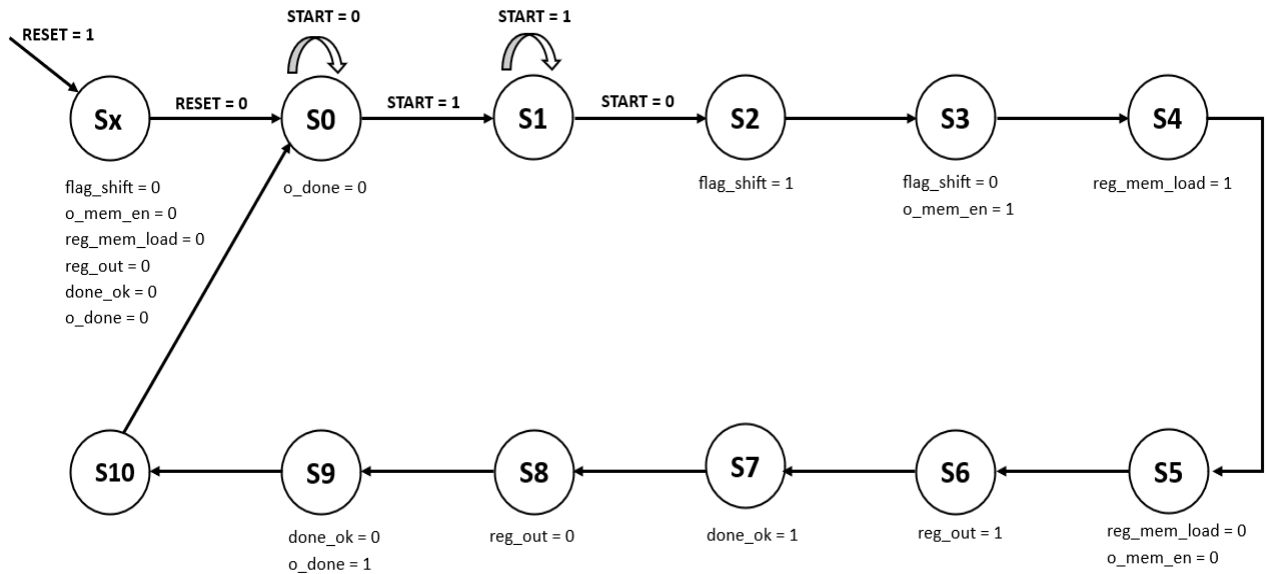 START = 0
START = 1
RESET = 1
Sx
RESET = 0
S0
START = 1
S1
START = 0
S2
S3
S4
flag_shift = 0
o_mem_en = 0
reg_mem_load = 0
reg_out = 0
done_ok = 0
o_done = 0
o_done = 0
flag_shift = 1
flag_shift = 0
o_mem_en = 1
reg_mem_load = 1
S10
S9
S8
S7
S6
S5
done_ok = 0
o_done = 1
reg_out = 0
done_ok = 1
reg_out = 1
reg_mem_load = 0
o_mem_en = 0